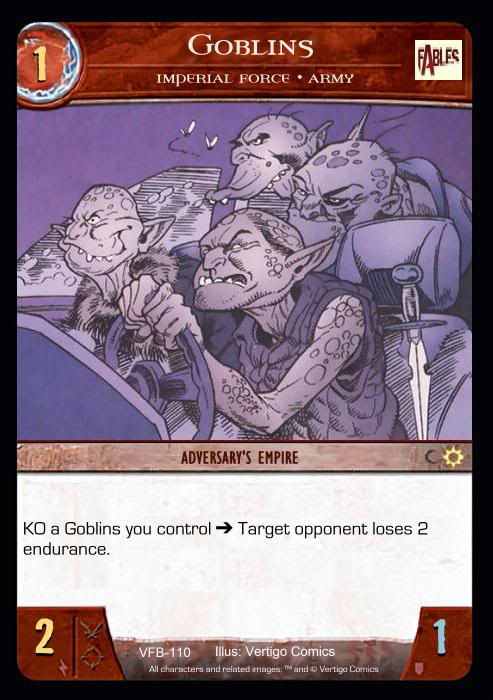 1
GOBLINS
FABLES
IMPERIAL FORCE • ARMY
ADVERSARY'S EMPIRE
C
KO a Goblins you control ➔ Target opponent loses 2
endurance.
2
1
VFB-110 Illus: Vertigo Comics
All characters and related images: ™ and © Vertigo Comics